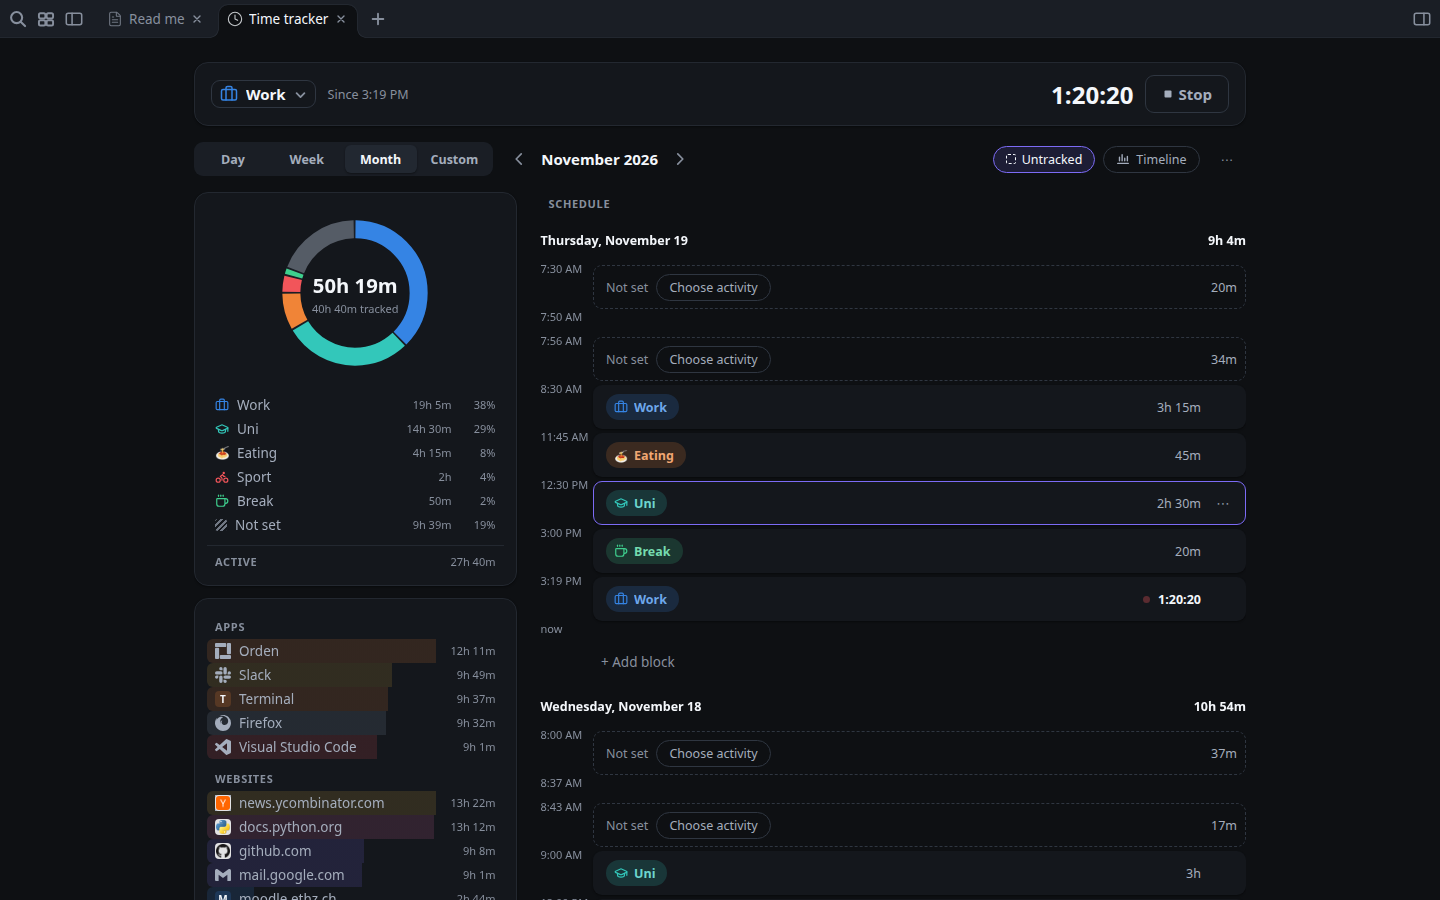 Read me
Time tracker
Work
Since 3:19 PM
1:20:20
Stop
Day
Week
Month
Custom
November 2026
Untracked
Timeline
50h 19m
40h 40m tracked
Work 19h 5m 38%
Uni 14h 30m 29%
Eating 4h 15m 8%
Sport 2h 4%
Break 50m 2%
Not set 9h 39m 19%
ACTIVE 27h 40m
APPS
Orden 12h 11m
Slack 9h 49m
T Terminal 9h 37m
Firefox 9h 32m
Visual Studio Code 9h 1m
WEBSITES
Y news.ycombinator.com 13h 22m
docs.python.org 13h 12m
github.com 9h 8m
mail.google.com 9h 1m
M moodle.ethz.ch 2h 44m
SCHEDULE
Thursday, November 19 9h 4m
7:30 AM
Not set Choose activity 20m
7:50 AM
7:56 AM
Not set Choose activity 34m
8:30 AM
Work 3h 15m
11:45 AM
Eating 45m
12:30 PM
Uni 2h 30m
3:00 PM
Break 20m
3:19 PM
Work 1:20:20
now
+ Add block
Wednesday, November 18 10h 54m
8:00 AM
Not set Choose activity 37m
8:37 AM
8:43 AM
Not set Choose activity 17m
9:00 AM
Uni 3h